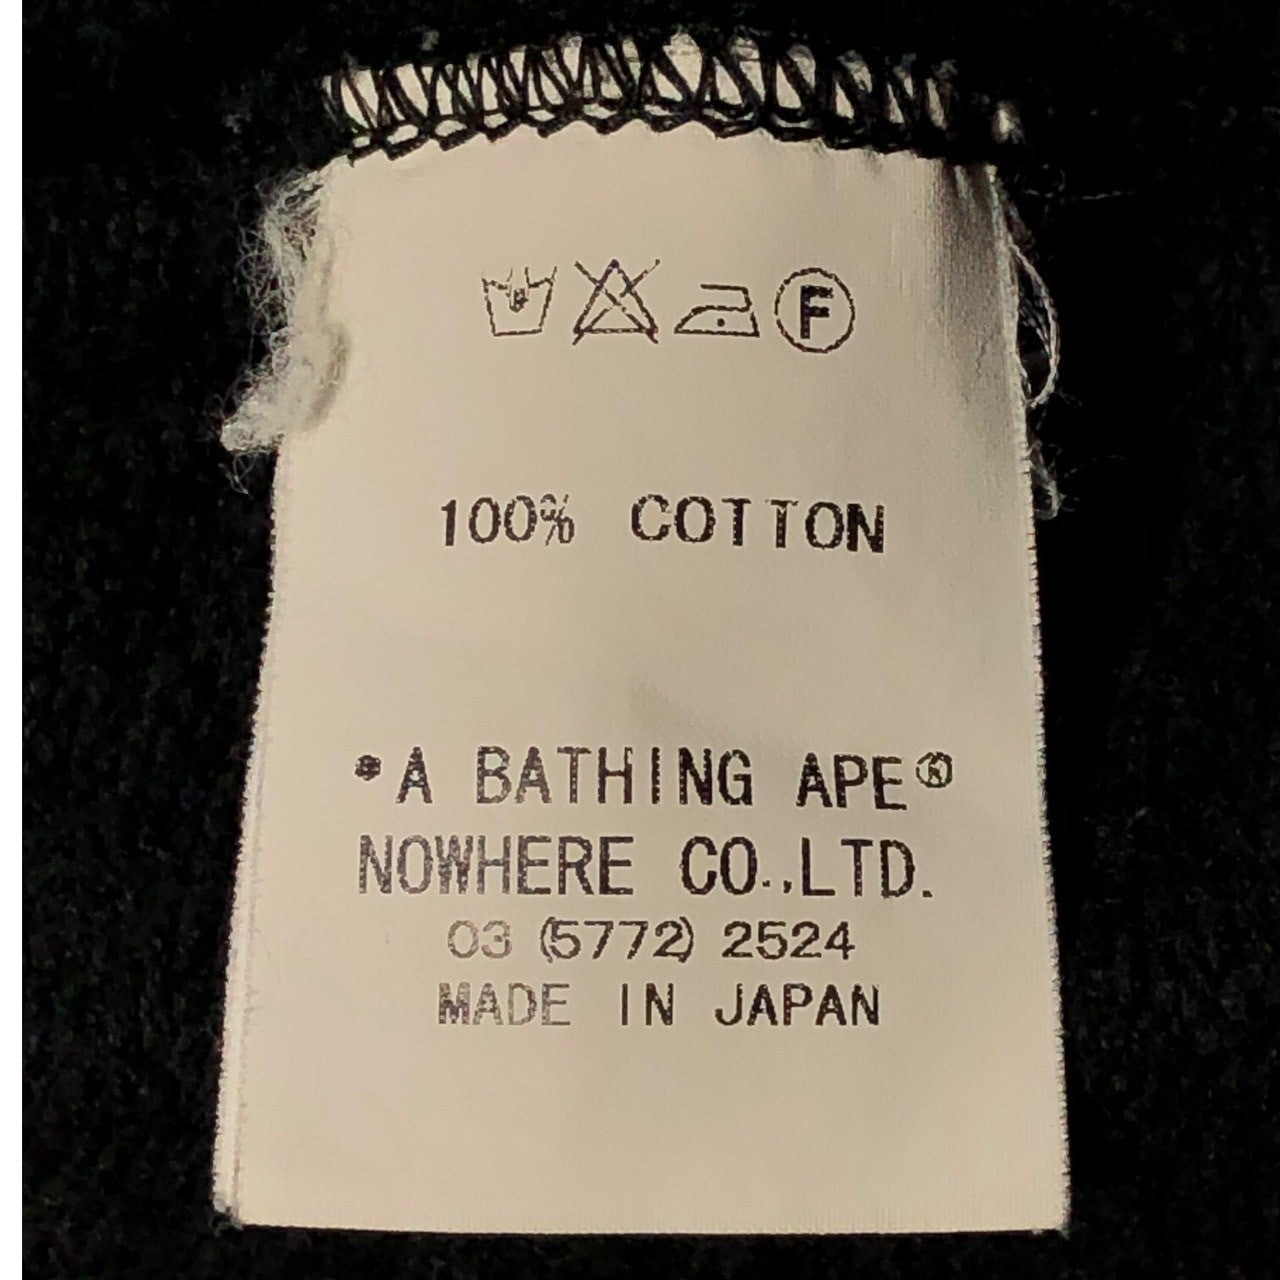 F
100% COTTON
*A BATHING APE®
NOWHERE CO.,LTD.
03 (5772) 2524
MADE IN JAPAN